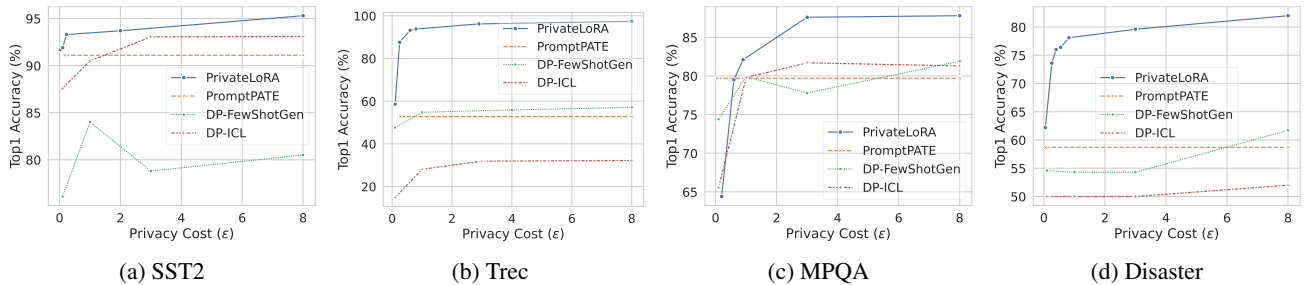 Top1 Accuracy (%)
95
90
85
80
PrivateLoRA
PromptPATE
DP-FewShotGen
DP-ICL
0 2 4 6 8
Privacy Cost (ε)
(a) SST2
Top1 Accuracy (%)
100
80
60
40
20
PrivateLoRA
PromptPATE
DP-FewShotGen
DP-ICL
0 2 4 6 8
Privacy Cost (ε)
(b) Trec
Top1 Accuracy (%)
85
80
75
70
65
PrivateLoRA
PromptPATE
DP-FewShotGen
DP-ICL
0 2 4 6 8
Privacy Cost (ε)
(c) MPQA
Top1 Accuracy (%)
80
75
70
65
60
55
50
PrivateLoRA
PromptPATE
DP-FewShotGen
DP-ICL
0 2 4 6 8
Privacy Cost (ε)
(d) Disaster